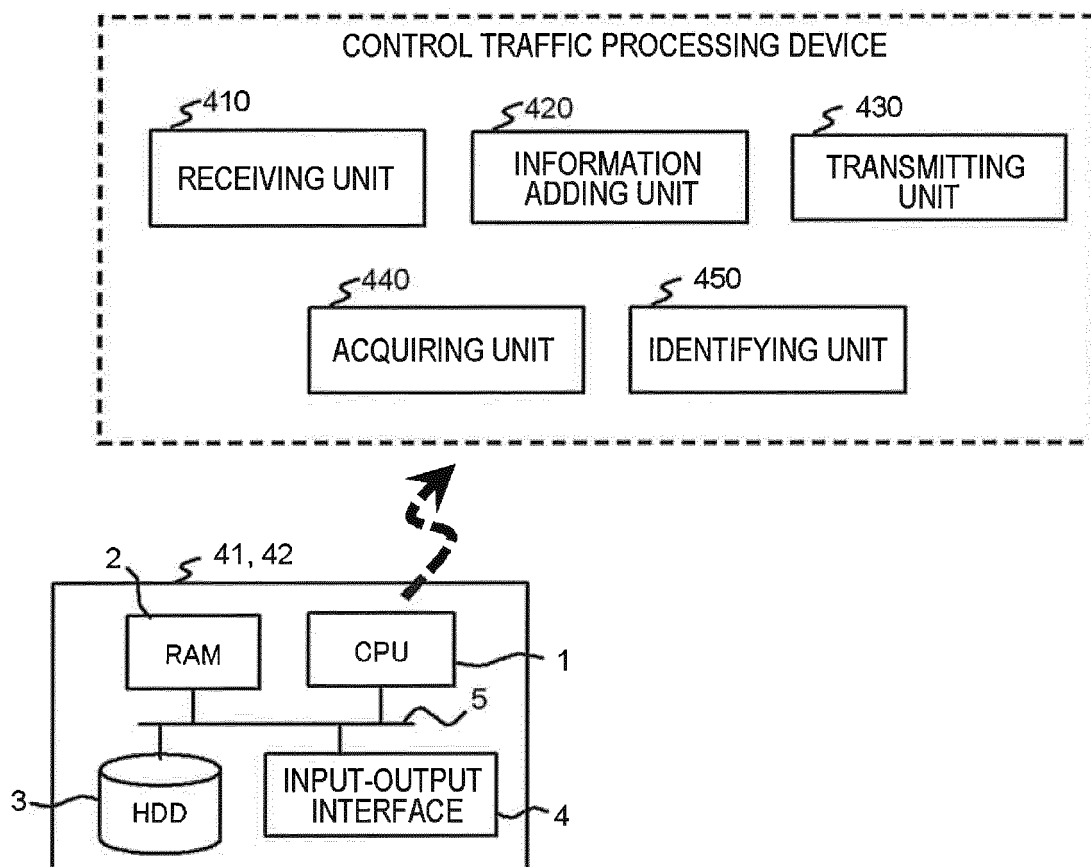 CONTROL TRAFFIC PROCESSING DEVICE
410
420
430
RECEIVING UNIT
INFORMATION
ADDING UNIT
TRANSMITTING
UNIT
440
450
ACQUIRING UNIT
IDENTIFYING UNIT
41, 42
2
RAM
CPU
1
5
3
HDD
INPUT-OUTPUT
INTERFACE
4